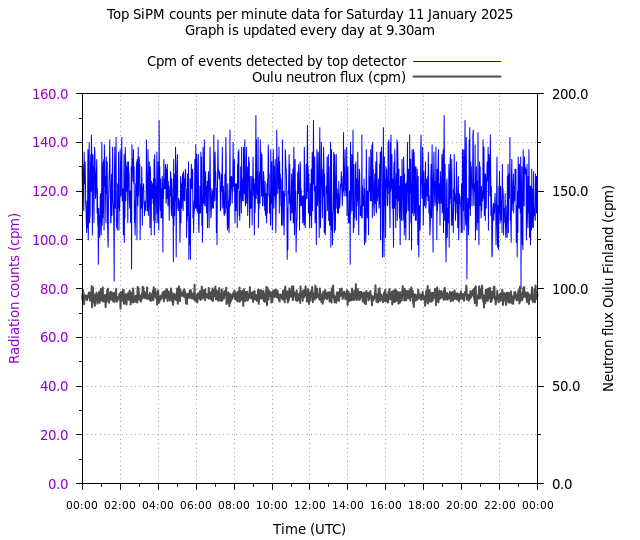 Top SiPM counts per minute data for Saturday 11 January 2025
Graph is updated every day at 9.30am
Cpm of events detected by top detector
Oulu neutron flux (cpm)
160.0
140.0
120.0
100.0
80.0
60.0
40.0
20.0
0.0
Radiation counts (cpm)
200.0
150.0
100.0
50.0
0.0
Neutron flux Oulu Finland (cpm)
00:00 02:00 04:00 06:00 08:00 10:00 12:00 14:00 16:00 18:00 20:00 22:00 00:00
Time (UTC)